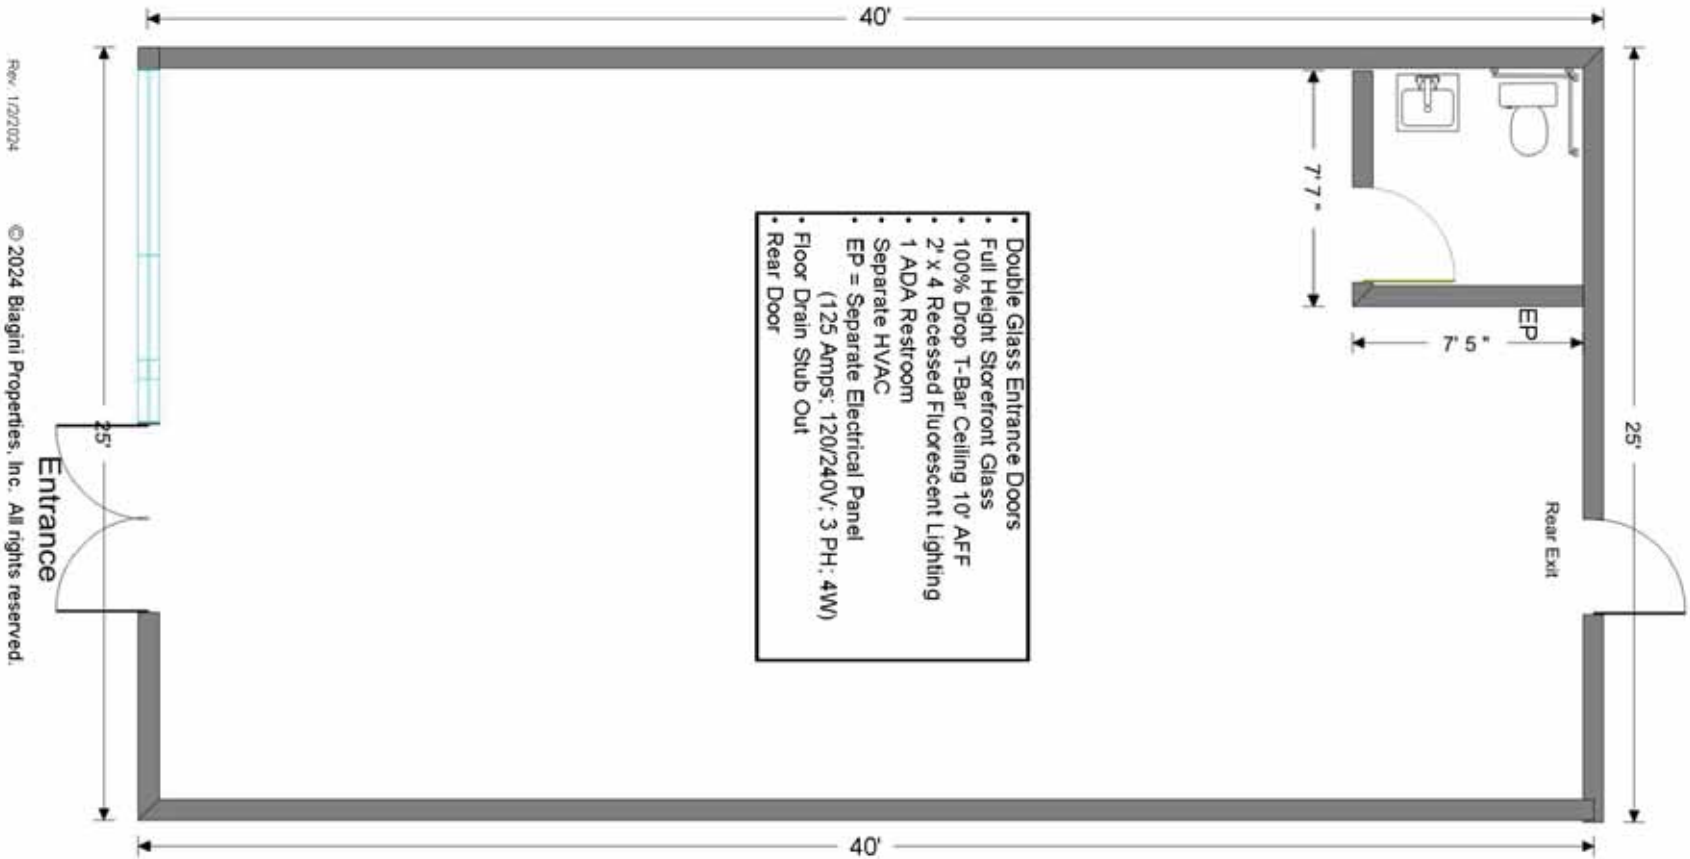 40'
25'
7' 7 "
EP
7' 5 "
25'
Rear Exit
• Double Glass Entrance Doors
• Full Height Storefront Glass
• 100% Drop T-Bar Ceiling 10' AFF
• 2' x 4 Recessed Fluorescent Lighting
• 1 ADA Restroom
• Separate HVAC
• EP = Separate Electrical Panel
(125 Amps; 120/240V; 3 PH; 4W)
• Floor Drain Stub Out
• Rear Door
Entrance
40'
Rev. 1/2/2024
© 2024 Biagini Properties, Inc. All rights reserved.